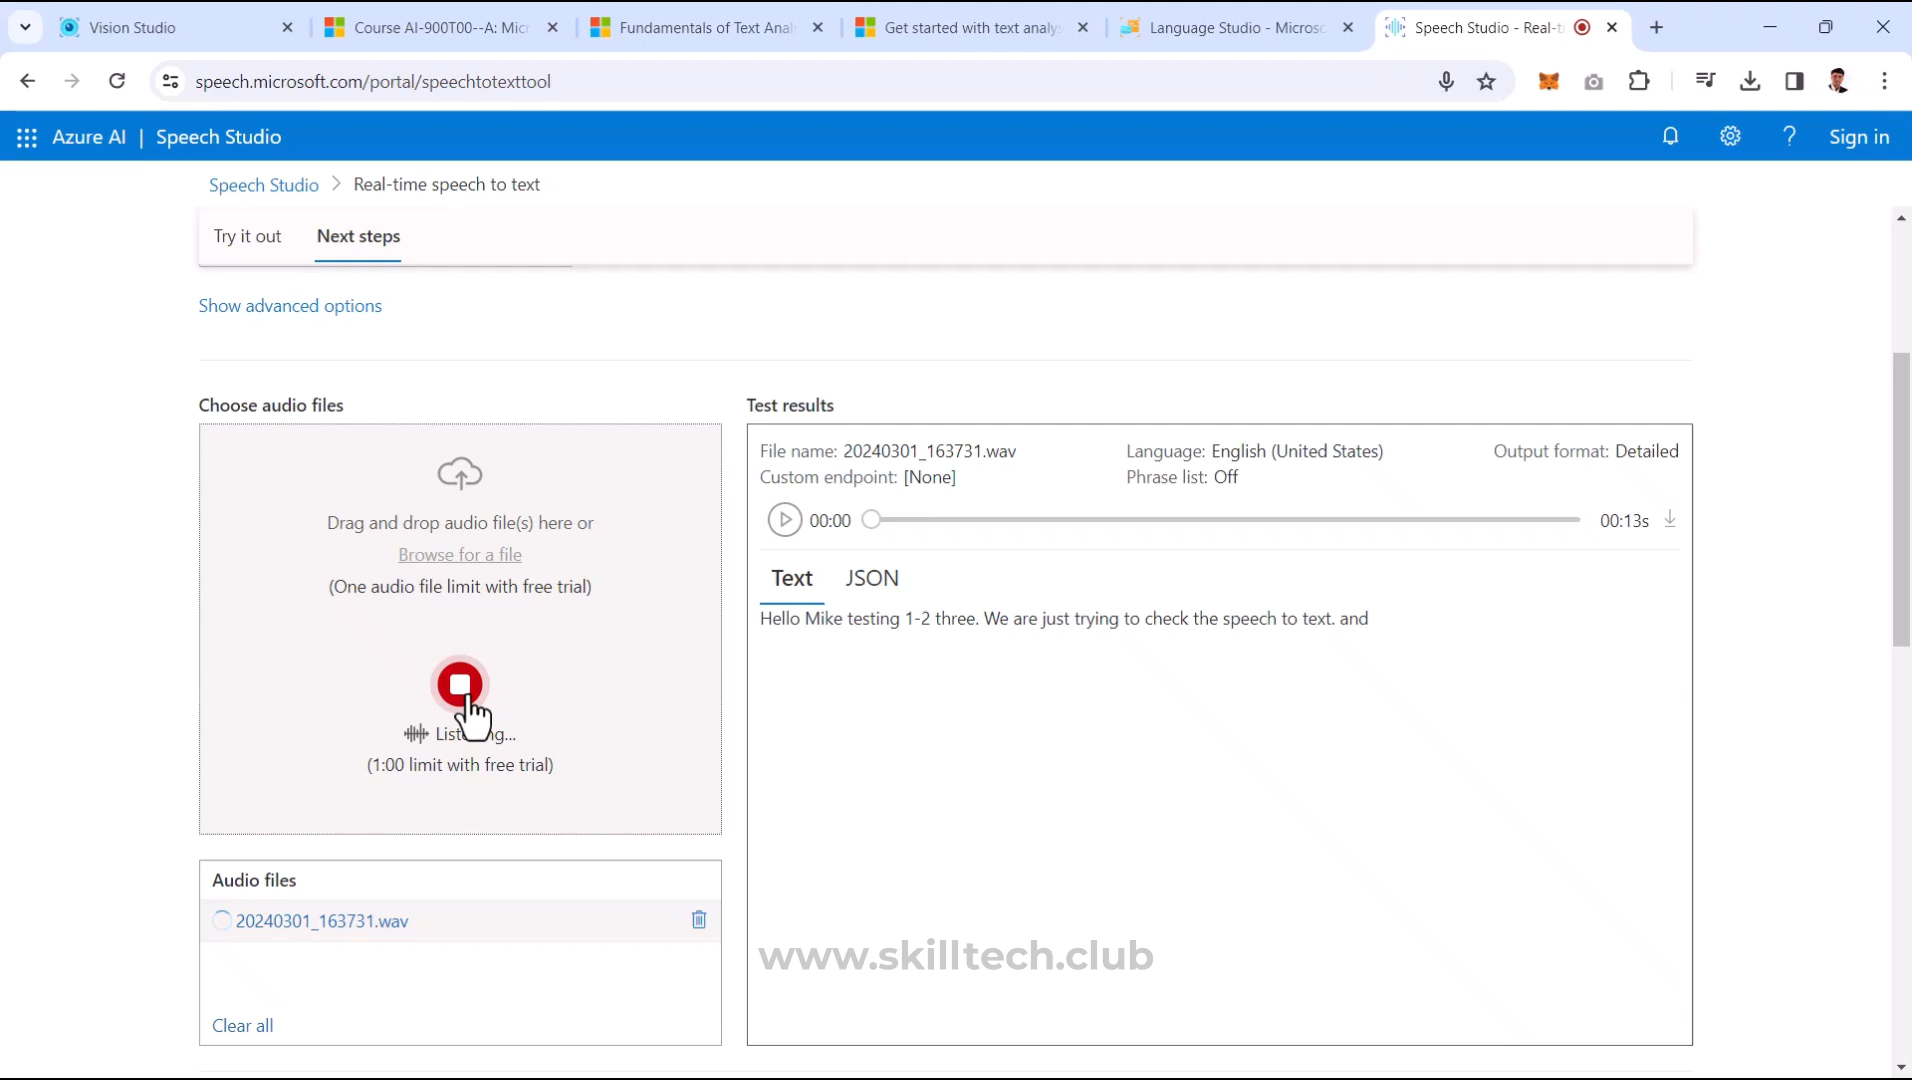 Vision Studio
Course AI-900T00--A: Micr
Fundamentals of Text Anal
Get started with text analys
Language Studio - Microso
Speech Studio - Real-ti
speech.microsoft.com/portal/speechtotexttool
Azure AI | Speech Studio
Sign in
Speech Studio > Real-time speech to text
Try it out
Next steps
Show advanced options
Choose audio files
Drag and drop audio file(s) here or
Browse for a file
(One audio file limit with free trial)
(1:00 limit with free trial)
Audio files
20240301_163731.wav
Clear all
Test results
File name: 20240301_163731.wav
Language: English (United States)
Output format: Detailed
Custom endpoint: [None]
Phrase list: Off
00:00
00:13s
Text
JSON
Hello Mike testing 1-2 three. We are just trying to check the speech to text. and
www.skilltech.club